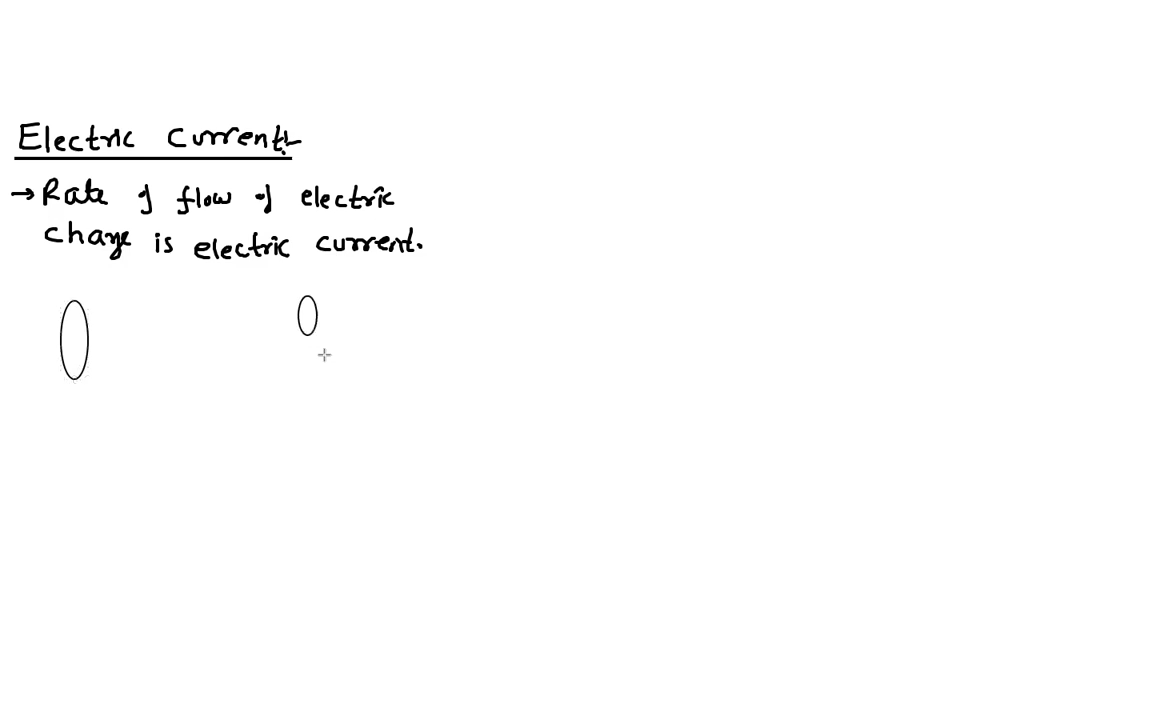 Electric Current:-
→ Rate of flow of electric
charge is electric current.